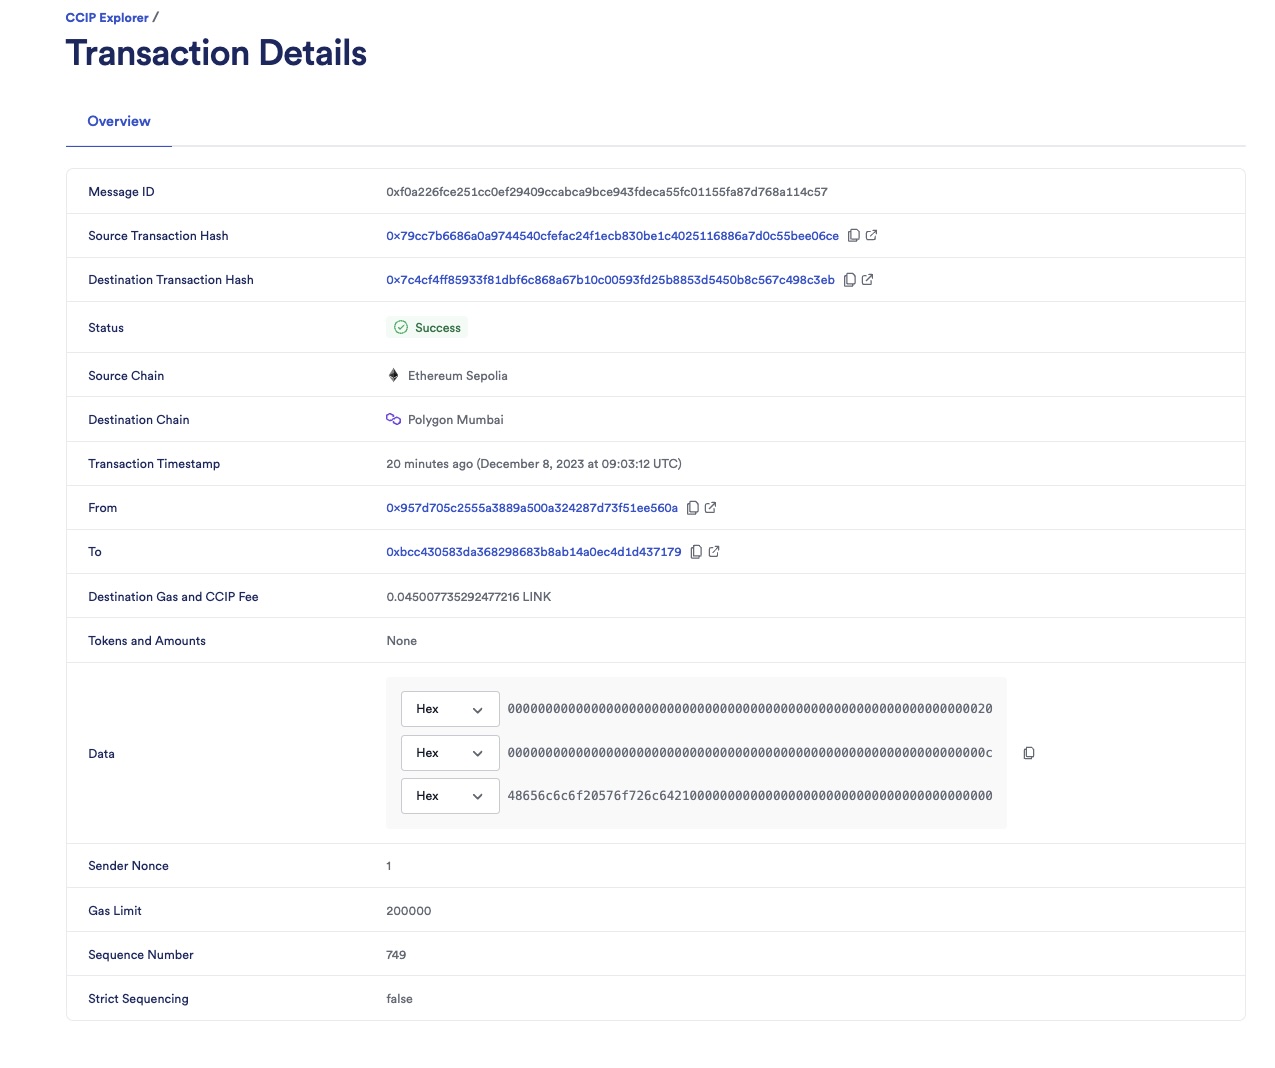 CCIP Explorer /
Transaction Details
Overview
Message ID 0xf0a226fce251cc0ef29409ccabca9bce943fdeca55fc01155fa87d768a114c57
Source Transaction Hash 0x79cc7b6686a0a9744540cfefac24f1ecb830be1c4025116886a7d0c55bee06ce
Destination Transaction Hash 0x7c4cf4ff85933f81dbf6c868a67b10c00593fd25b8853d5450b8c567c498c3eb
Status Success
Source Chain Ethereum Sepolia
Destination Chain Polygon Mumbai
Transaction Timestamp 20 minutes ago (December 8, 2023 at 09:03:12 UTC)
From 0x957d705c2555a3889a500a324287d73f51ee560a
To 0xbcc430583da368298683b8ab14a0ec4d1d437179
Destination Gas and CCIP Fee 0.045007735292477216 LINK
Tokens and Amounts None
Hex 0000000000000000000000000000000000000000000000000000000000000020
Data Hex 000000000000000000000000000000000000000000000000000000000000000c
Hex 48656c6c6f20576f726c64210000000000000000000000000000000000000000
Sender Nonce 1
Gas Limit 200000
Sequence Number 749
Strict Sequencing false